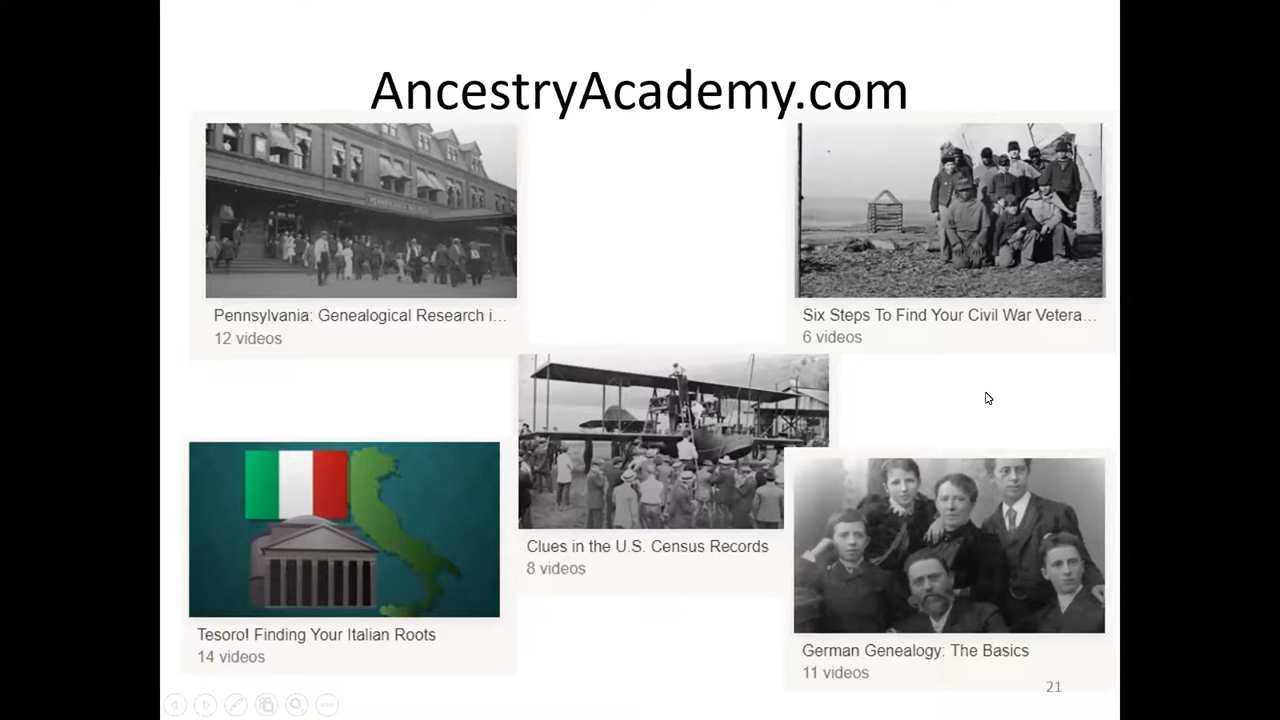 AncestryAcademy.com
Pennsylvania: Genealogical Research i...
12 videos
Six Steps To Find Your Civil War Vetera...
6 videos
Clues in the U.S. Census Records
8 videos
Tesoro! Finding Your Italian Roots
14 videos
German Genealogy: The Basics
11 videos
21